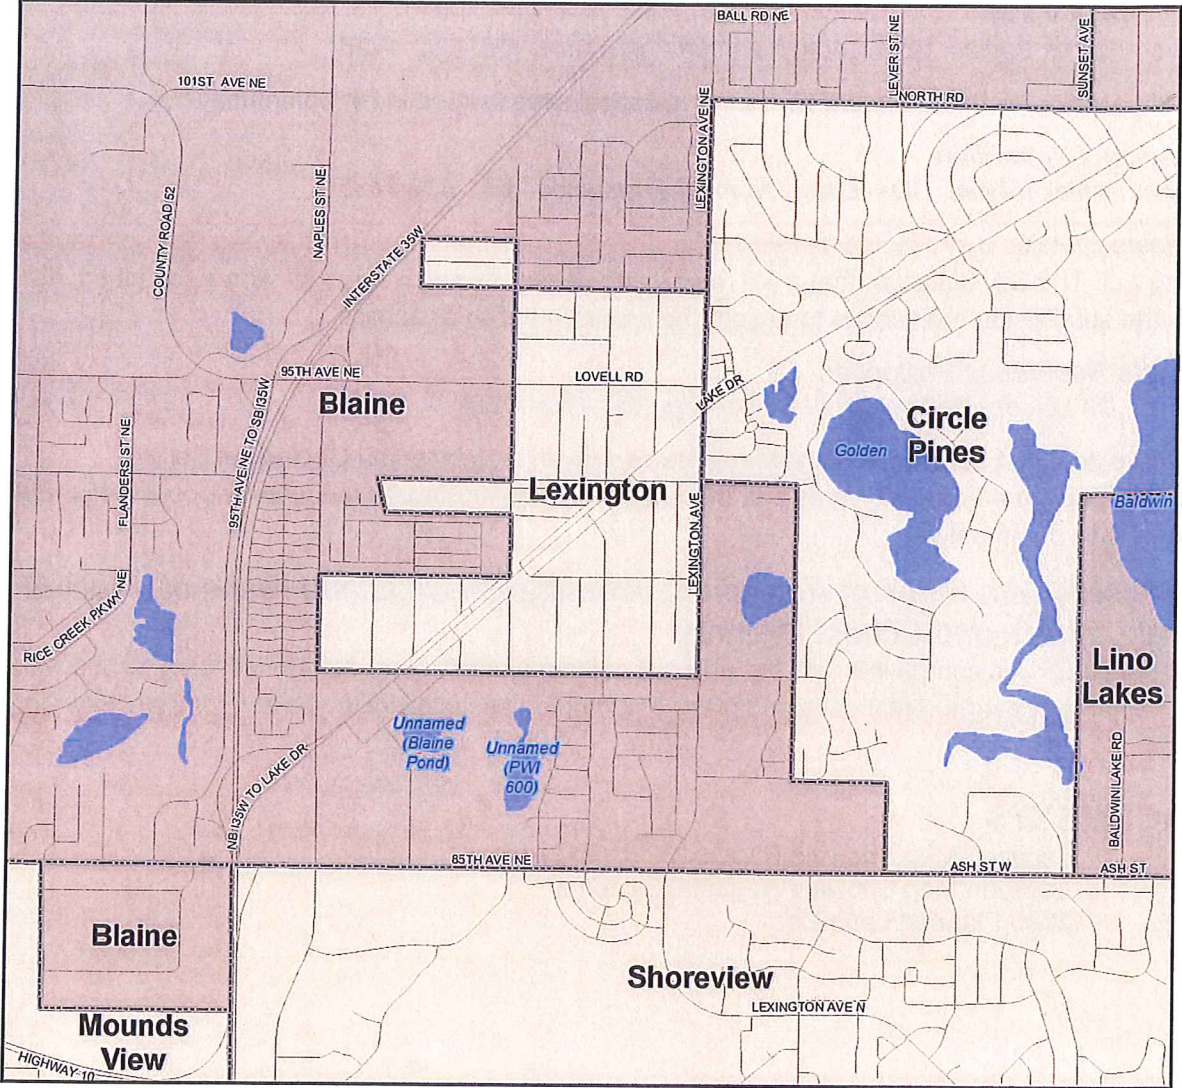 BALL RD NE
LEVER ST NE
SUNSET AVE
101ST AVE NE
NORTH RD
LEXINGTON AVE NE
COUNTY ROAD 52
NAPLES ST NE
INTERSTATE 35W
95TH AVE NE
LOVELL RD
LAKE DR
Blaine
Circle
Pines
Golden
FLANDERS ST NE
95TH AVE NE TO SB I35W
Lexington
LEXINGTON AVE
Baldwin
RICE CREEK PKWY NE
Lino
Lakes
Unnamed
(Blaine
Pond)
Unnamed
(PWI
600)
BALDWIN LAKE RD
NB I35W TO LAKE DR
85TH AVE NE
ASH ST W
ASH ST
Blaine
Shoreview
LEXINGTON AVE N
Mounds
View
HIGHWAY 10